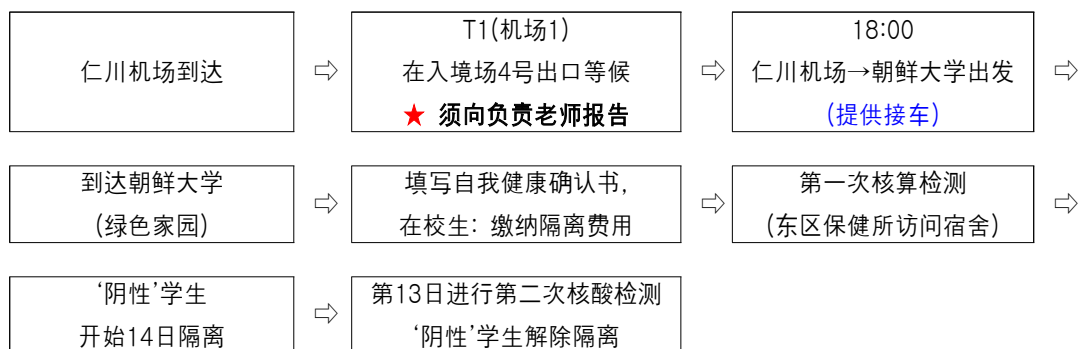 仁川机场到达
⇨
T1(机场1)
在入境场4号出口等候
★ 须向负责老师报告
⇨
18:00
仁川机场→朝鲜大学出发
(提供接车)
⇨
到达朝鲜大学
(绿色家园)
⇨
填写自我健康确认书,
在校生: 缴纳隔离费用
⇨
第一次核算检测
(东区保健所访问宿舍)
⇨
‘阴性’学生
开始14日隔离
⇨
第13日进行第二次核酸检测
‘阴性’学生解除隔离